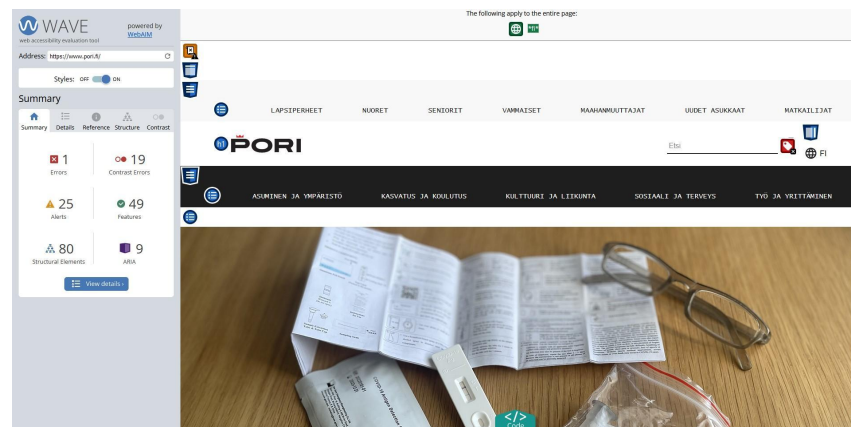 WAVE
web accessibility evaluation tool
powered by
WebAIM
Address: https://www.pori.fi/
Styles: OFF ON
Summary
Summary Details Reference Structure Contrast
1
Errors
19
Contrast Errors
25
Alerts
49
Features
80
Structural Elements
9
ARIA
View details ›
The following apply to the entire page:
"fi"
LAPSIPERHEET NUORET SENIORIT VAMMAISET MAAHANMUUTTAJAT UUDET ASUKKAAT MATKAILIJAT
h1 PORI
Etsi
FI
ASUMINEN JA YMPÄRISTÖ KASVATUS JA KOULUTUS KULTTUURI JA LIIKUNTA SOSIAALI JA TERVEYS TYÖ JA YRITTÄMINEN
</>
Code